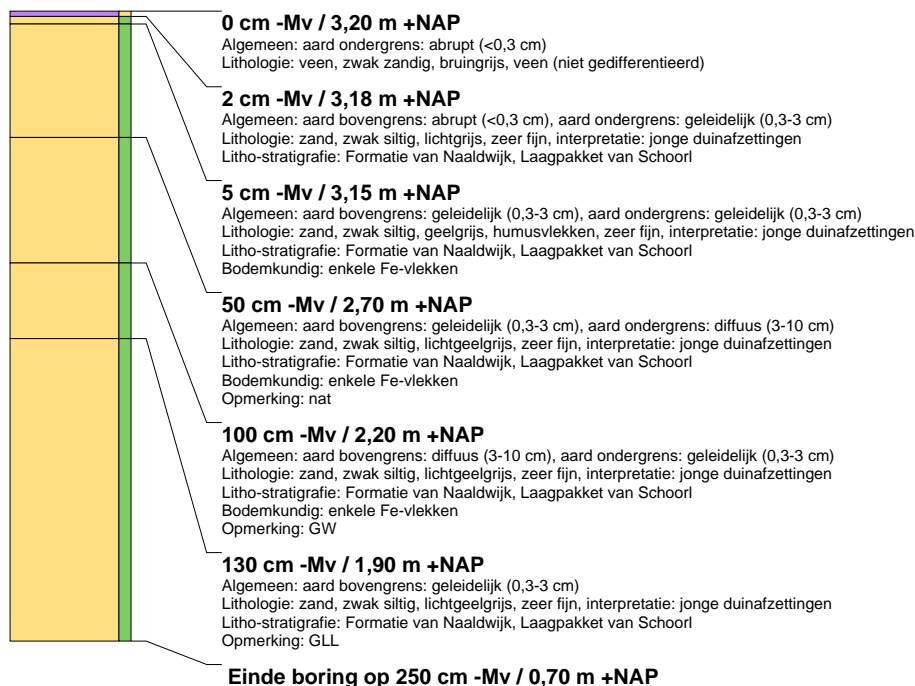 0 cm -Mv / 3,20 m +NAP
Algemeen: aard ondergrens: abrupt (<0,3 cm)
Lithologie: veen, zwak zandig, bruingrijs, veen (niet gedifferentieerd)
2 cm -Mv / 3,18 m +NAP
Algemeen: aard bovengrens: abrupt (<0,3 cm), aard ondergrens: geleidelijk (0,3-3 cm)
Lithologie: zand, zwak siltig, lichtgrijs, zeer fijn, interpretatie: jonge duinafzettingen
Litho-stratigrafie: Formatie van Naaldwijk, Laagpakket van Schoorl
5 cm -Mv / 3,15 m +NAP
Algemeen: aard bovengrens: geleidelijk (0,3-3 cm), aard ondergrens: geleidelijk (0,3-3 cm)
Lithologie: zand, zwak siltig, geelgrijs, humusvlekken, zeer fijn, interpretatie: jonge duinafzettingen
Litho-stratigrafie: Formatie van Naaldwijk, Laagpakket van Schoorl
Bodemkundig: enkele Fe-vlekken
50 cm -Mv / 2,70 m +NAP
Algemeen: aard bovengrens: geleidelijk (0,3-3 cm), aard ondergrens: diffuus (3-10 cm)
Lithologie: zand, zwak siltig, lichtgeelgrijs, zeer fijn, interpretatie: jonge duinafzettingen
Litho-stratigrafie: Formatie van Naaldwijk, Laagpakket van Schoorl
Bodemkundig: enkele Fe-vlekken
Opmerking: nat
100 cm -Mv / 2,20 m +NAP
Algemeen: aard bovengrens: diffuus (3-10 cm), aard ondergrens: geleidelijk (0,3-3 cm)
Lithologie: zand, zwak siltig, lichtgeelgrijs, zeer fijn, interpretatie: jonge duinafzettingen
Litho-stratigrafie: Formatie van Naaldwijk, Laagpakket van Schoorl
Bodemkundig: enkele Fe-vlekken
Opmerking: GW
130 cm -Mv / 1,90 m +NAP
Algemeen: aard bovengrens: geleidelijk (0,3-3 cm)
Lithologie: zand, zwak siltig, lichtgeelgrijs, zeer fijn, interpretatie: jonge duinafzettingen
Litho-stratigrafie: Formatie van Naaldwijk, Laagpakket van Schoorl
Opmerking: GLL
Einde boring op 250 cm -Mv / 0,70 m +NAP